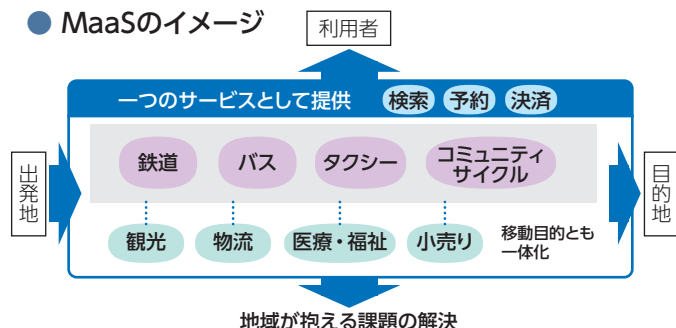 ● MaaSのイメージ
利用者
一つのサービスとして提供 検索 予約 決済
出発地
鉄道 バス タクシー コミュニティ
サイクル
目的地
観光 物流 医療・福祉 小売り 移動目的とも
一体化
地域が抱える課題の解決